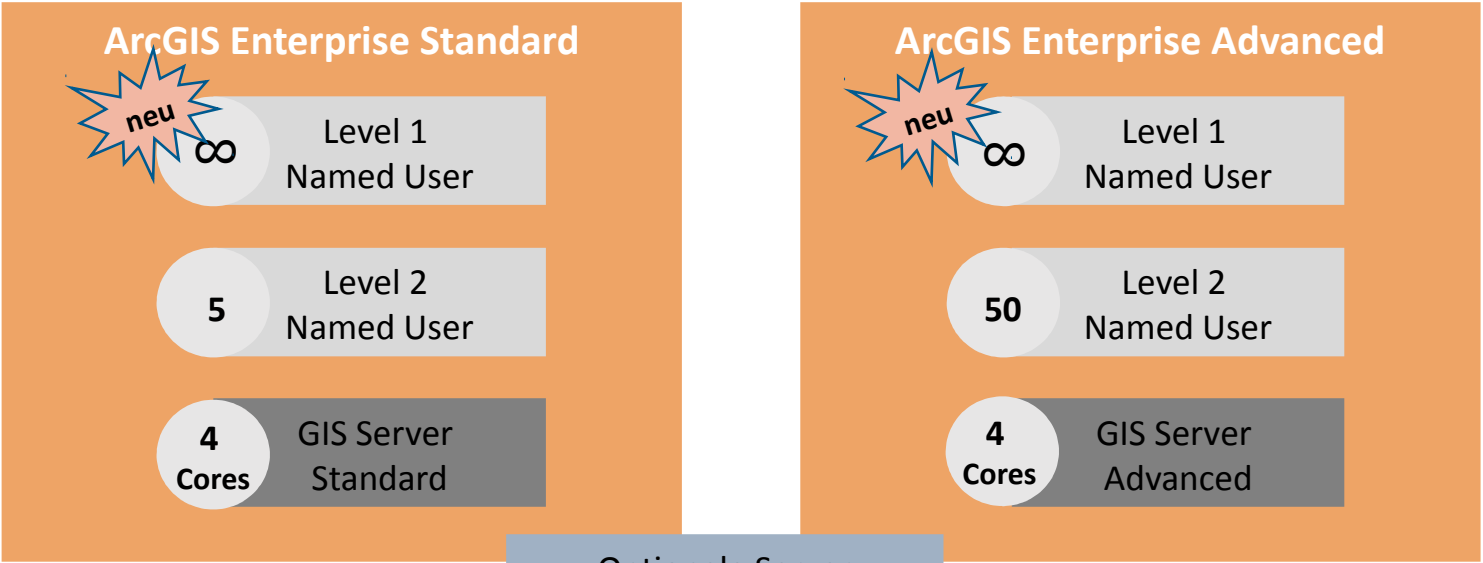 ArcGIS Enterprise Standard
neu
∞
Level 1
Named User
5
Level 2
Named User
4
Cores
GIS Server
Standard
ArcGIS Enterprise Advanced
neu
∞
Level 1
Named User
50
Level 2
Named User
4
Cores
GIS Server
Advanced